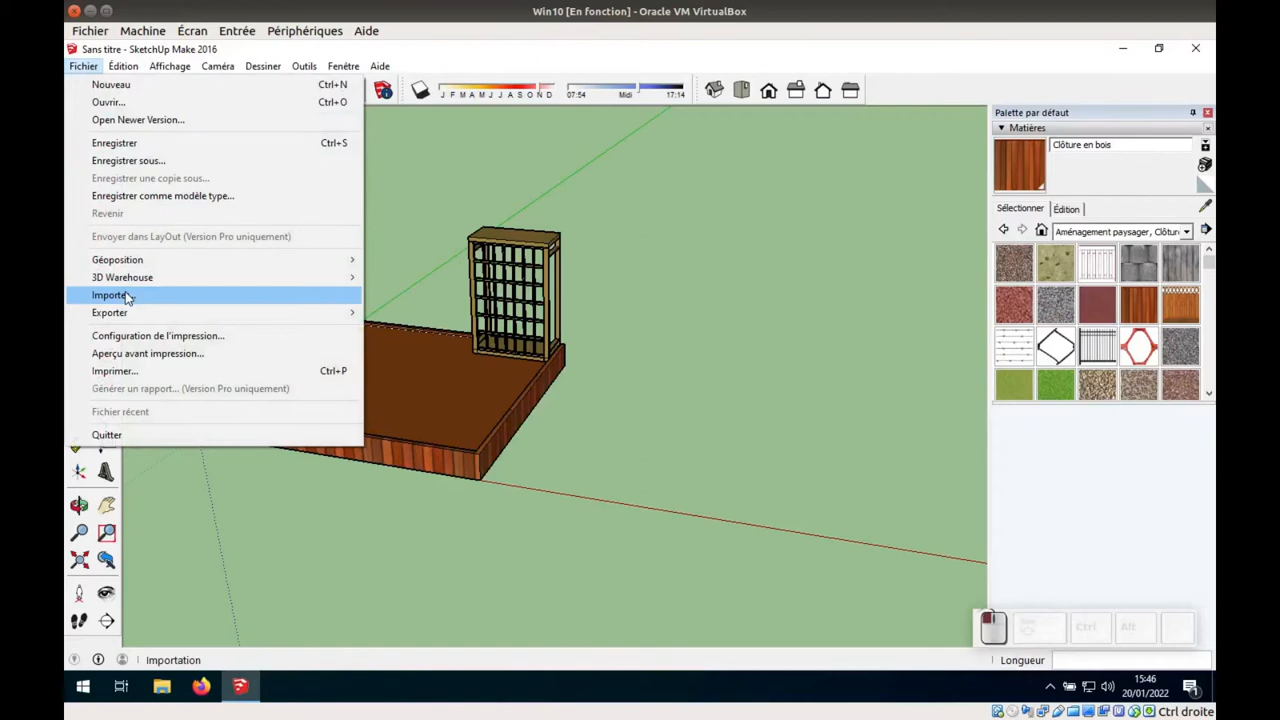 Win10 [En fonction] - Oracle VM VirtualBox
Fichier Machine Écran Entrée Périphériques Aide
Sans titre - SketchUp Make 2016
Fichier Édition Affichage Caméra Dessiner Outils Fenêtre Aide
Nouveau Ctrl+N
Ouvrir... Ctrl+O
Open Newer Version...
Enregistrer Ctrl+S
Enregistrer sous...
Enregistrer une copie sous...
Enregistrer comme modèle type...
Revenir
Envoyer dans LayOut (Version Pro uniquement)
Géoposition
3D Warehouse
Importe
Exporter
Configuration de l'impression...
Aperçu avant impression...
Imprimer... Ctrl+P
Générer un rapport... (Version Pro uniquement)
Fichier récent
Quitter
J F M A M J J A S O N D
07:54 Midi 17:14
Palette par défaut
Matières
Clôture en bois
Sélectionner Édition
Aménagement paysager, Clôtur
Ctrl Alt
Importation
Longueur
15:46
20/01/2022
1
Ctrl droite